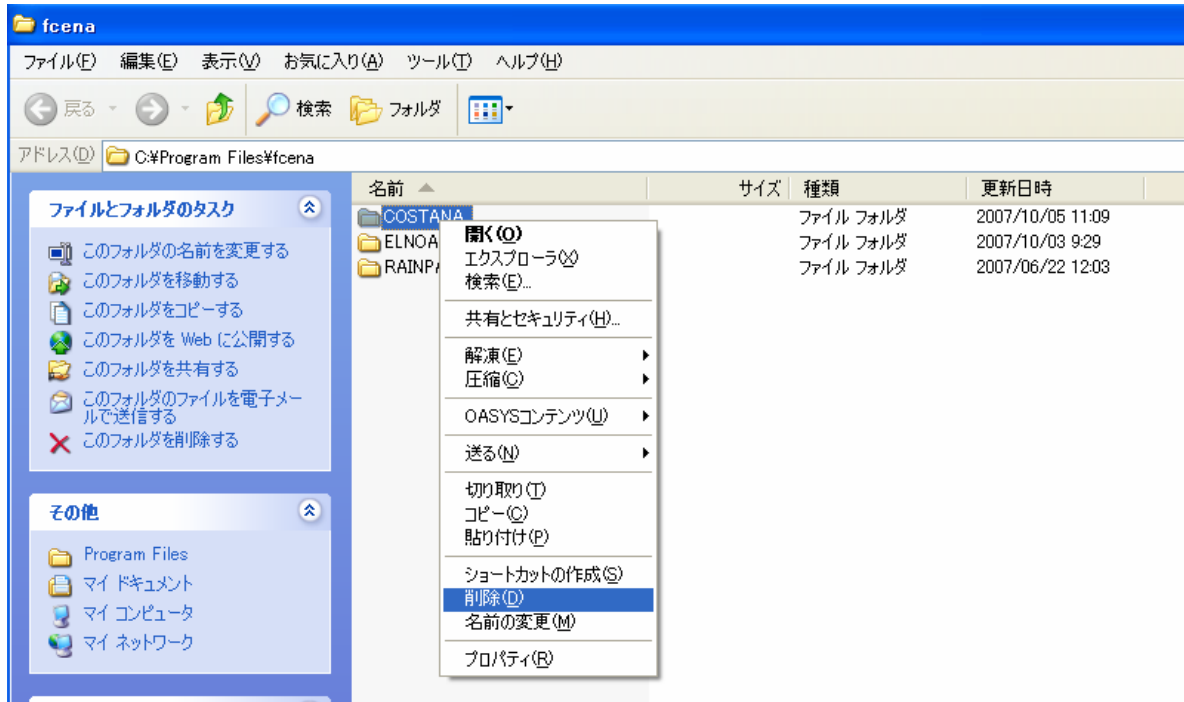 fcena
ファイル(F) 編集(E) 表示(V) お気に入り(A) ツール(T) ヘルプ(H)
戻る 検索 フォルダ
アドレス(D) C:¥Program Files¥fcena
ファイルとフォルダのタスク
このフォルダの名前を変更する
このフォルダを移動する
このフォルダをコピーする
このフォルダを Web に公開する
このフォルダを共有する
このフォルダのファイルを電子メー
ルで送信する
このフォルダを削除する
その他
Program Files
マイ ドキュメント
マイ コンピュータ
マイ ネットワーク
名前 サイズ 種類 更新日時
COSTANA ファイル フォルダ 2007/10/05 11:09
ELNOA ファイル フォルダ 2007/10/03 9:29
RAINPA ファイル フォルダ 2007/06/22 12:03
開く(O)
エクスプローラ(X)
検索(E)...
共有とセキュリティ(H)...
解凍(E)
圧縮(C)
OASYSコンテンツ(U)
送る(N)
切り取り(T)
コピー(C)
貼り付け(P)
ショートカットの作成(S)
削除(D)
名前の変更(M)
プロパティ(R)